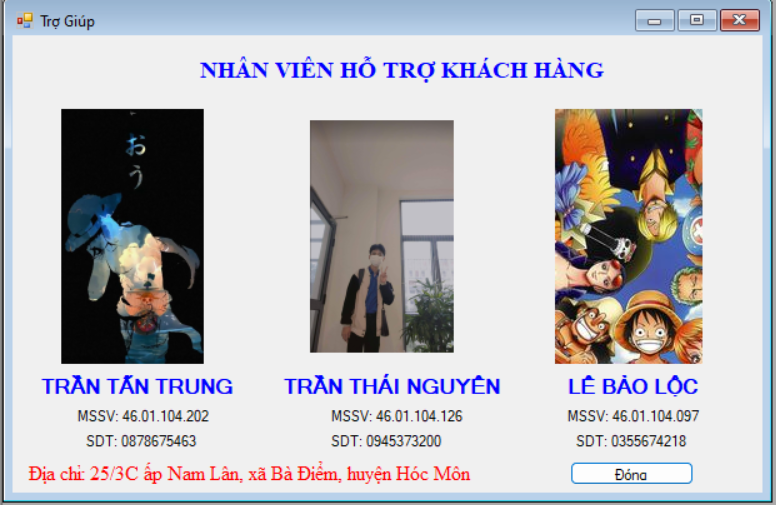 Trợ Giúp
NHÂN VIÊN HỖ TRỢ KHÁCH HÀNG
おう
TRẦN TẤN TRUNG
TRẦN THÁI NGUYÊN
LÊ BẢO LỘC
MSSV: 46.01.104.202
MSSV: 46.01.104.126
MSSV: 46.01.104.097
SDT: 0878675463
SDT: 0945373200
SDT: 0355674218
Địa chỉ: 25/3C ấp Nam Lân, xã Bà Điểm, huyện Hóc Môn
Đóng